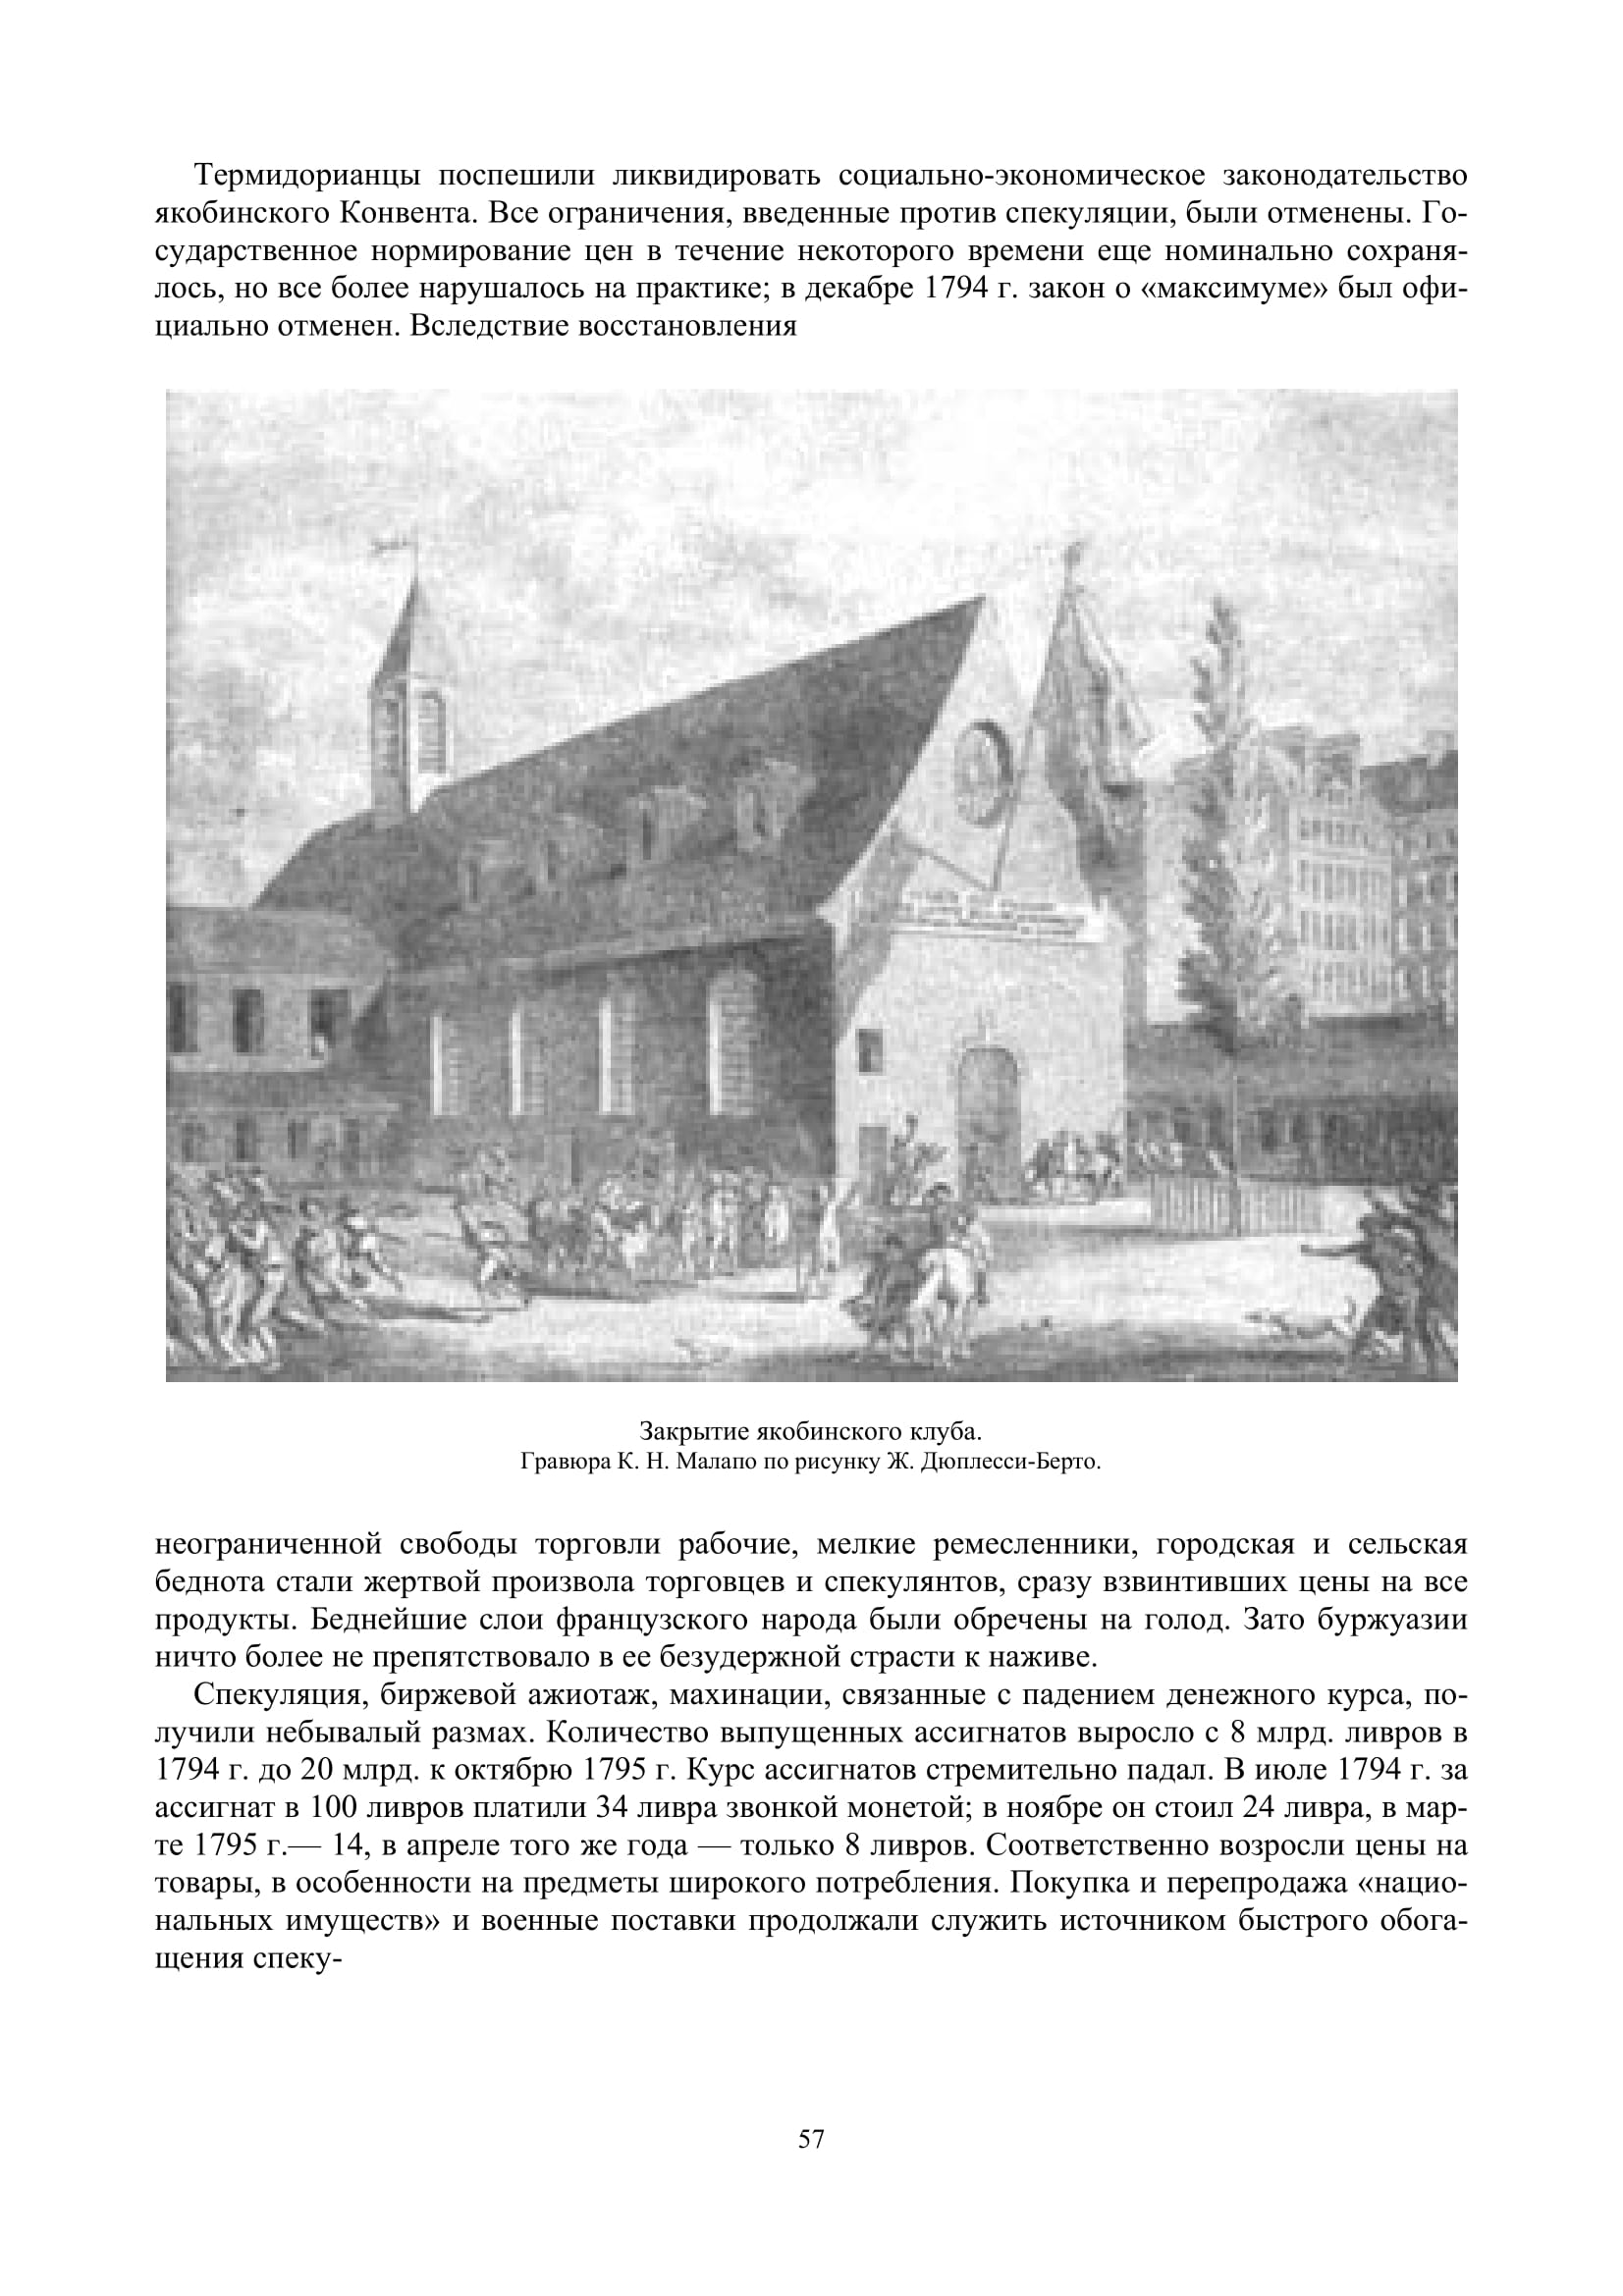 Термидорианцы поспешили ликвидировать социально-экономическое законодательство
якобинского Конвента. Все ограничения, введенные против спекуляции, были отменены. Го-
сударственное нормирование цен в течение некоторого времени еще номинально сохраня-
лось, но все более нарушалось на практике; в декабре 1794 г. закон о «максимуме» был офи-
циально отменен. Вследствие восстановления
Закрытие якобинского клуба.
Гравюра К. Н. Малапо по рисунку Ж. Дюплесси-Берто.
неограниченной свободы торговли рабочие, мелкие ремесленники, городская и сельская
беднота стали жертвой произвола торговцев и спекулянтов, сразу взвинтивших цены на все
продукты. Беднейшие слои французского народа были обречены на голод. Зато буржуазии
ничто более не препятствовало в ее безудержной страсти к наживе.
Спекуляция, биржевой ажиотаж, махинации, связанные с падением денежного курса, по-
лучили небывалый размах. Количество выпущенных ассигнатов выросло с 8 млрд. ливров в
1794 г. до 20 млрд. к октябрю 1795 г. Курс ассигнатов стремительно падал. В июле 1794 г. за
ассигнат в 100 ливров платили 34 ливра звонкой монетой; в ноябре он стоил 24 ливра, в мар-
те 1795 г.— 14, в апреле того же года — только 8 ливров. Соответственно возросли цены на
товары, в особенности на предметы широкого потребления. Покупка и перепродажа «нацио-
нальных имуществ» и военные поставки продолжали служить источником быстрого обога-
щения спеку-
57